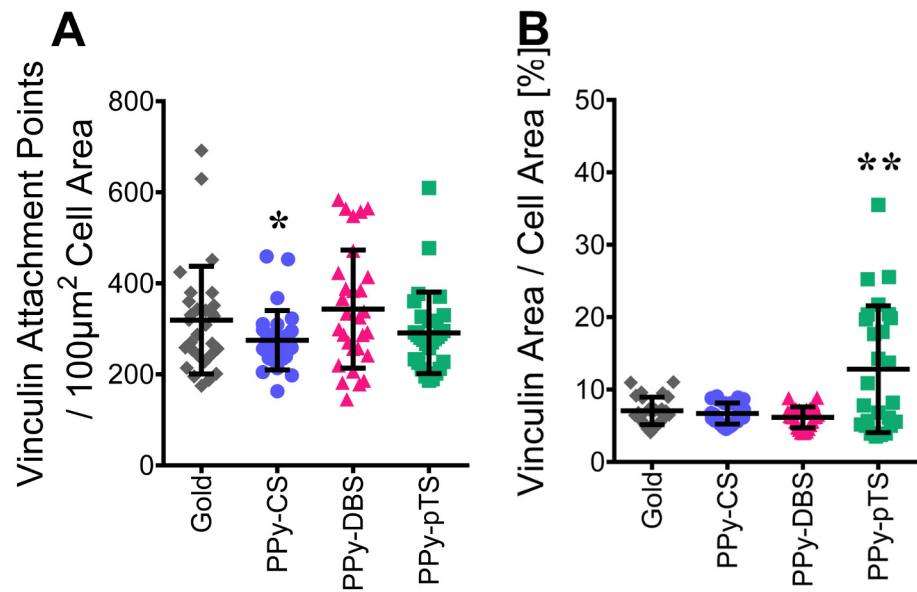 A
Vinculin Attachment Points
/ 100µm² Cell Area
800
600
400
200
0
*
Gold
PPy-CS
PPy-DBS
PPy-pTS
B
Vinculin Area / Cell Area [%]
50
40
30
20
10
0
**
Gold
PPy-CS
PPy-DBS
PPy-pTS